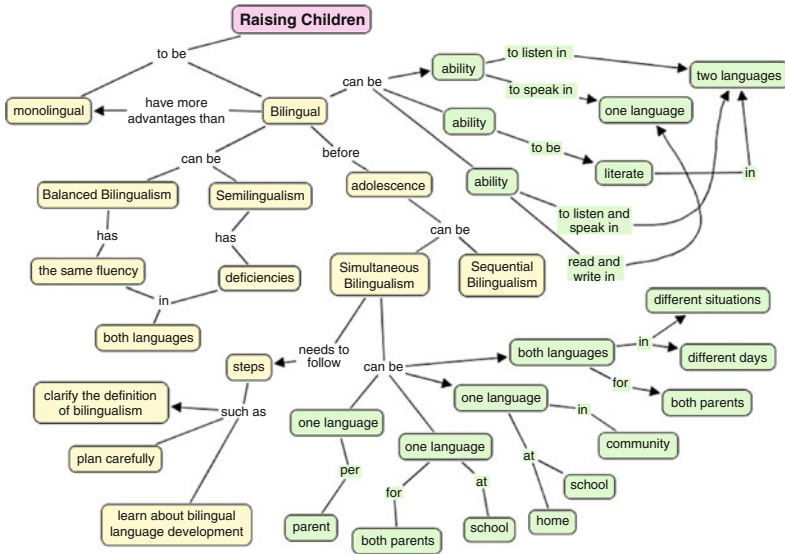 Raising Children
to be
monolingual
have more
advantages than
Bilingual
can be
ability
to listen in
two languages
to speak in
one language
ability
to be
literate
in
ability
to listen and
speak in
read and
write in
can be
Balanced Bilingualism
has
the same fluency
Semilingualism
has
deficiencies
in
both languages
before
adolescence
can be
Simultaneous
Bilingualism
Sequential
Bilingualism
needs to
follow
steps
such as
clarify the definition
of bilingualism
plan carefully
learn about bilingual
language development
can be
one language
per
parent
one language
for
both parents
at
school
one language
in
community
at
school
home
both languages
in
different situations
different days
for
both parents